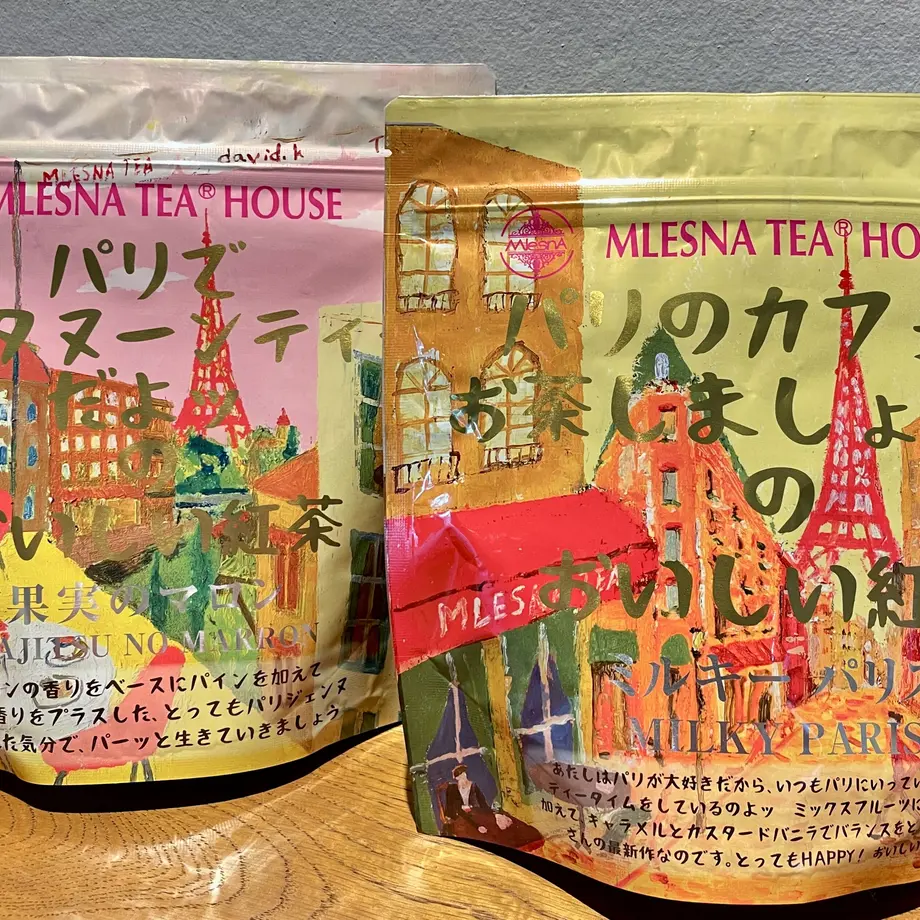 MLESNA TEA
david.h
MLESNA TEA® HOUSE
パリで
タヌーンティ
だよッ
の
おいしい紅茶
果実のマロン
AJITSU NO MAKRON
ンの香りをベースにパインを加えて
香りをプラスした、とってもパリジェンヌ
た気分で、パーッと生きていきましょう
MlesnA
MLESNA TEA® HO
パリのカフ
お茶しましょ
の
おいしい紅
MLESNA TEA
ミルキー パリ
MILKY PARIS
あたしはパリが大好きだから、いつもパリにいってい
ティータイムをしているのよッ ミックスフルーツに
加えて、キャラメルとカスタードバニラでバランスをと
さんの最新作なのです。とってもHAPPY! おいしい